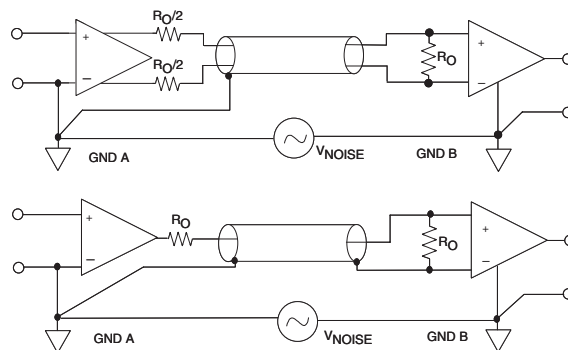 RO/2
+
−
RO/2
RO
+
−
VNOISE
GND A
GND B
RO
+
−
RO
+
−
VNOISE
GND A
GND B